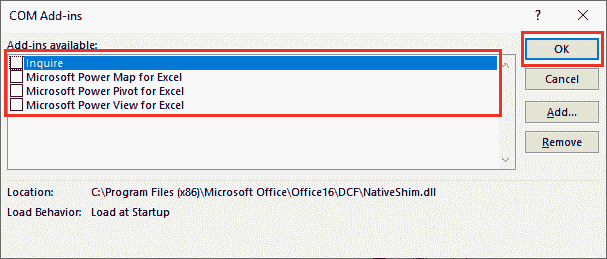 COM Add-ins
? ×
Add-ins available:
Inquire
Microsoft Power Map for Excel
Microsoft Power Pivot for Excel
Microsoft Power View for Excel
OK
Cancel
Add...
Remove
Location: C:\Program Files (x86)\Microsoft Office\Office16\DCF\NativeShim.dll
Load Behavior: Load at Startup